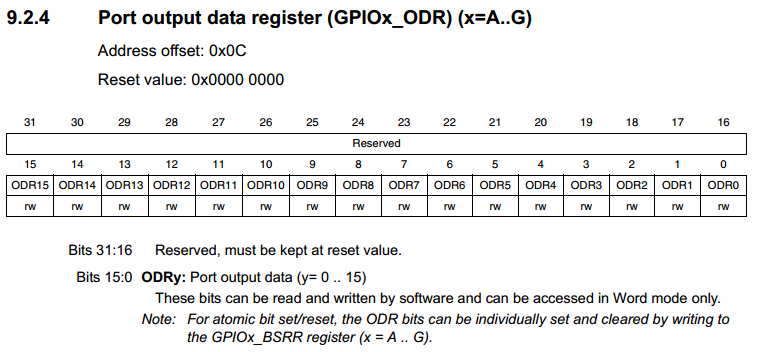 9.2.4 Port output data register (GPIOx_ODR) (x=A..G)
Address offset: 0x0C
Reset value: 0x0000 0000
31 30 29 28 27 26 25 24 23 22 21 20 19 18 17 16
Reserved
15 14 13 12 11 10 9 8 7 6 5 4 3 2 1 0
ODR15 ODR14 ODR13 ODR12 ODR11 ODR10 ODR9 ODR8 ODR7 ODR6 ODR5 ODR4 ODR3 ODR2 ODR1 ODR0
rw rw rw rw rw rw rw rw rw rw rw rw rw rw rw rw
Bits 31:16 Reserved, must be kept at reset value.
Bits 15:0 ODRy: Port output data (y= 0 .. 15)
These bits can be read and written by software and can be accessed in Word mode only.
Note: For atomic bit set/reset, the ODR bits can be individually set and cleared by writing to
the GPIOx_BSRR register (x = A .. G).